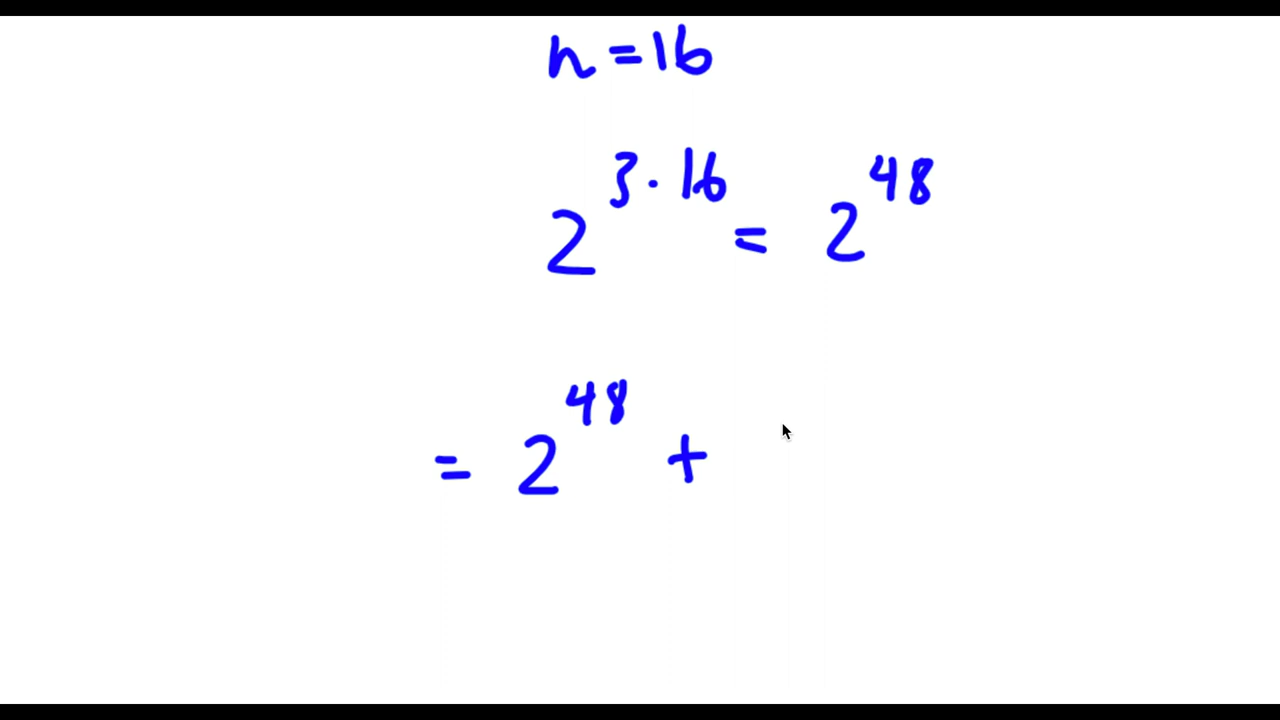 n = 16
2^{3 · 16} = 2^{48}
= 2^{48} +